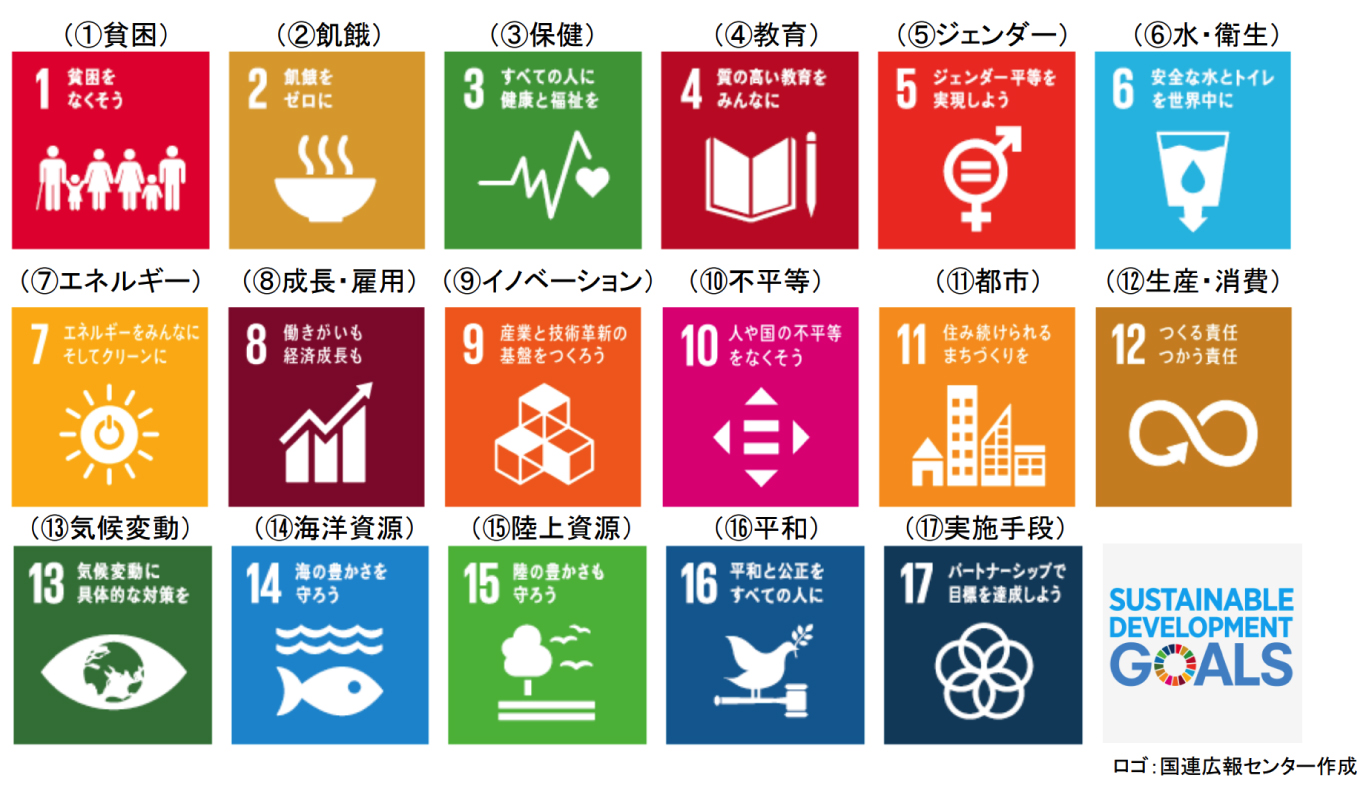 (①貧困)
(②飢餓)
(③保健)
(④教育)
(⑤ジェンダー)
(⑥水・衛生)
1 貧困を
なくそう
2 飢餓を
ゼロに
3 すべての人に
健康と福祉を
4 質の高い教育を
みんなに
5 ジェンダー平等を
実現しよう
6 安全な水とトイレ
を世界中に
(⑦エネルギー)
(⑧成長・雇用)
(⑨イノベーション)
(⑩不平等)
(⑪都市)
(⑫生産・消費)
7 エネルギーをみんなに
そしてクリーンに
8 働きがいも
経済成長も
9 産業と技術革新の
基盤をつくろう
10 人や国の不平等
をなくそう
11 住み続けられる
まちづくりを
12 つくる責任
つかう責任
(⑬気候変動)
(⑭海洋資源)
(⑮陸上資源)
(⑯平和)
(⑰実施手段)
13 気候変動に
具体的な対策を
14 海の豊かさを
守ろう
15 陸の豊かさも
守ろう
16 平和と公正を
すべての人に
17 パートナーシップで
目標を達成しよう
SUSTAINABLE
DEVELOPMENT
GOALS
ロゴ:国連広報センター作成